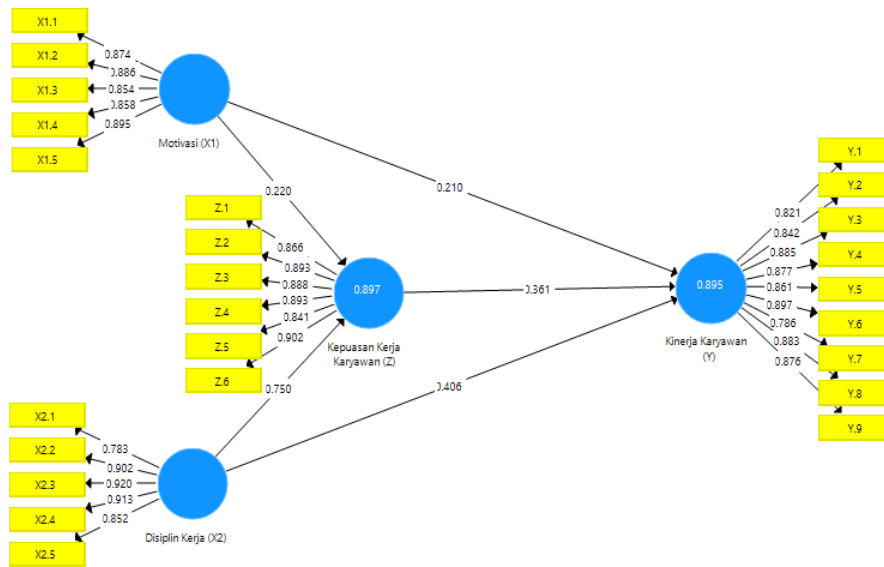 X1.1
X1.2
X1.3
X1.4
X1.5
0.874
0.886
0.854
0.858
0.895
Motivasi (X1)
0.220
0.210
Z.1
Z.2
Z.3
Z.4
Z.5
Z.6
0.866
0.893
0.888
0.893
0.841
0.902
0.897
Kepuasan Kerja
Karyawan (Z)
0.750
0.361
0.406
0.895
Kinerja Karyawan
(Y)
0.821
0.842
0.885
0.877
0.861
0.897
0.786
0.883
0.876
Y.1
Y.2
Y.3
Y.4
Y.5
Y.6
Y.7
Y.8
Y.9
X2.1
X2.2
X2.3
X2.4
X2.5
0.783
0.902
0.920
0.913
0.852
Disiplin Kerja (X2)